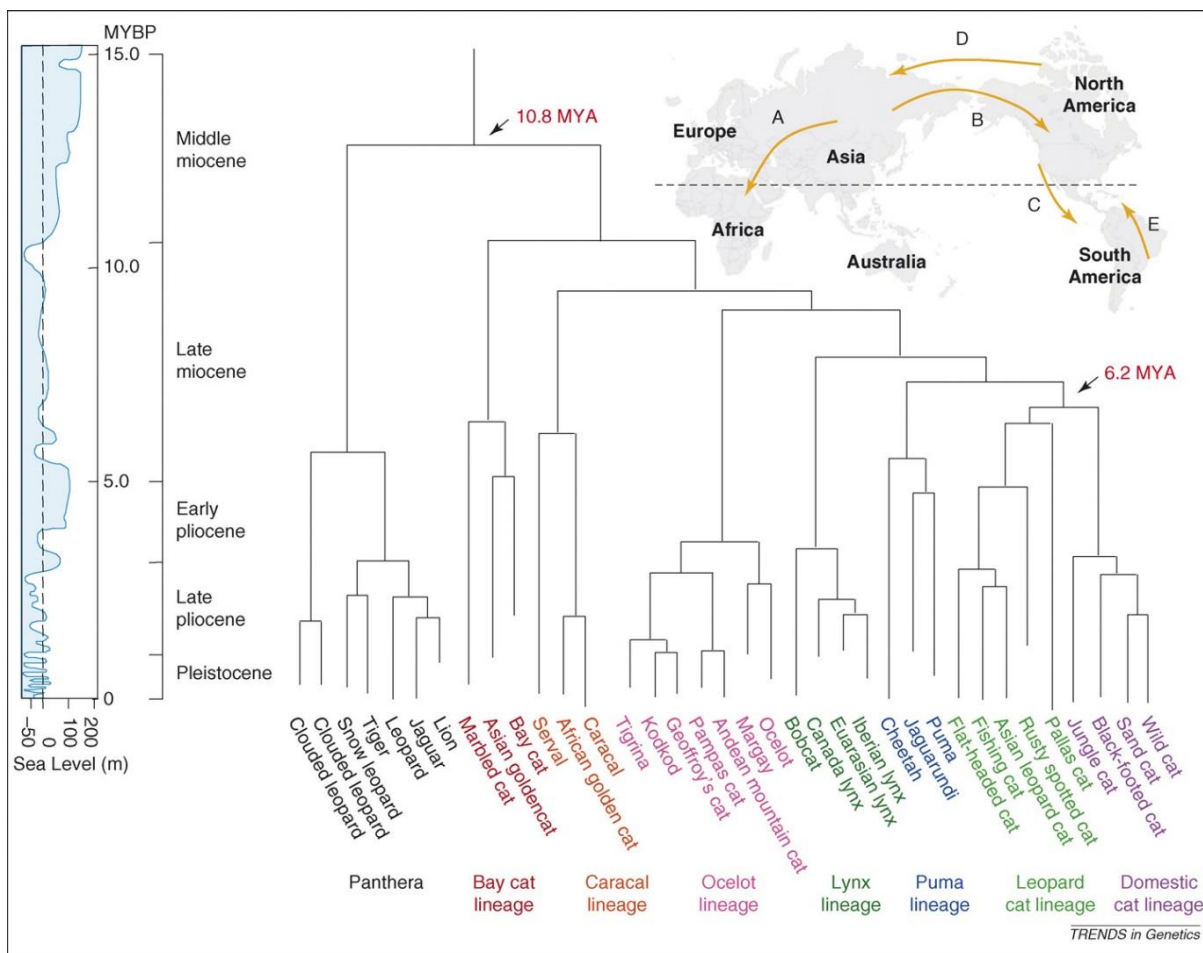 MYBP
15.0
10.0
5.0
0
–50
0
100
200
Sea Level (m)
Middle
miocene
Late
miocene
Early
pliocene
Late
pliocene
Pleistocene
10.8 MYA
6.2 MYA
D
North
America
Europe
A
B
Asia
C
E
Africa
Australia
South
America
Clouded leopard
Clouded leopard
Snow leopard
Tiger
Leopard
Jaguar
Lion
Marbled cat
Asian goldencat
Bay cat
Serval
African golden cat
Caracal
Tigrina
Kodkod
Geoffroy's cat
Pampas cat
Andean mountain cat
Margay
Ocelot
Bobcat
Canada lynx
Euarasian lynx
Iberian lynx
Cheetah
Jaguarundi
Puma
Flat-headed cat
Fishing cat
Asian leopard cat
Rusty spotted cat
Pallas cat
Jungle cat
Black-footed cat
Sand cat
Wild cat
Panthera
Bay cat
lineage
Caracal
lineage
Ocelot
lineage
Lynx
lineage
Puma
lineage
Leopard
cat lineage
Domestic
cat lineage
TRENDS in Genetics